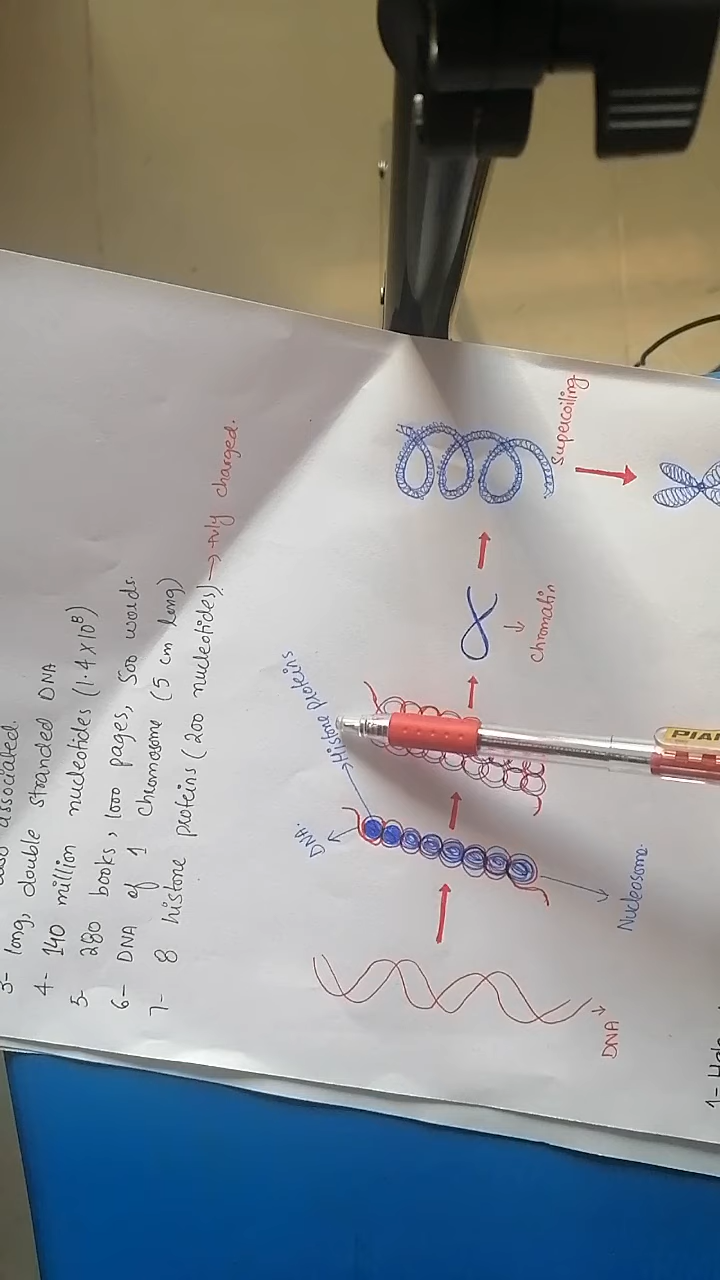 3- long, double stranded DNA
associated.
4- 140 million nucleotides (1.4 x 10⁸)
5- 280 books, 1000 pages, 500 words.
6- DNA of 1 chromosome (5 cm long)
7- 8 histone proteins (200 nucleotides) → +vly charged.
DNA.
Histone Proteins
DNA
Nucleosome.
chromatin
Supercoiling
PIAN
1-